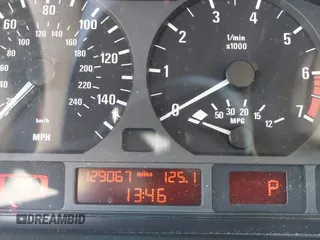 80 100
60 120
140
80 100 120 140 160 180 200 220 240
km/h
MPH
1/min
x1000
0 1 2 3 4 5 6 7
50 30 20 15 12
MPG
129067 miles 125.1
13:46
P
DREAMBID